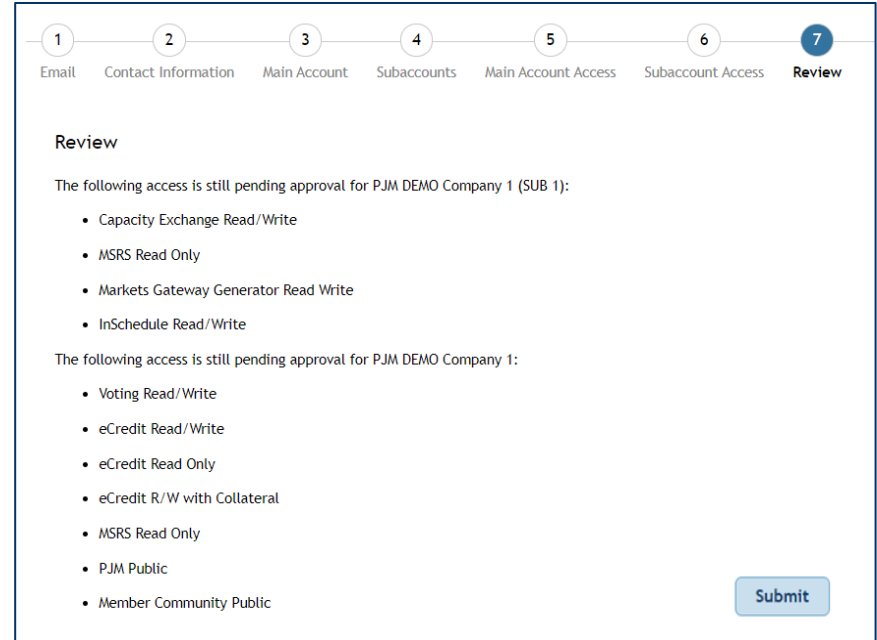 1 2 3 4 5 6 7
Email Contact Information Main Account Subaccounts Main Account Access Subaccount Access Review
Review
The following access is still pending approval for PJM DEMO Company 1 (SUB 1):
• Capacity Exchange Read/Write
• MSRS Read Only
• Markets Gateway Generator Read Write
• InSchedule Read/Write
The following access is still pending approval for PJM DEMO Company 1:
• Voting Read/Write
• eCredit Read/Write
• eCredit Read Only
• eCredit R/W with Collateral
• MSRS Read Only
• PJM Public
• Member Community Public
Submit